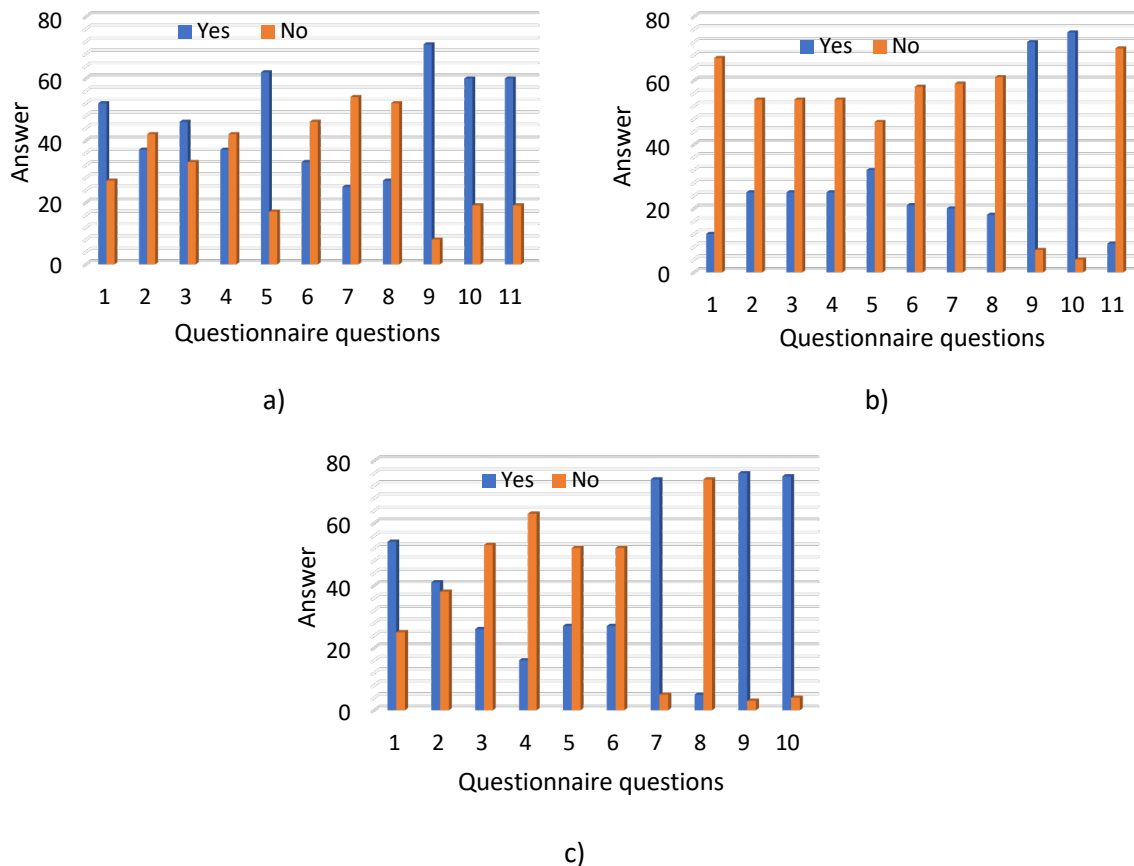 80
60
40
20
0
Answer
Yes No
1 2 3 4 5 6 7 8 9 10 11
Questionnaire questions
a)
80
60
40
20
0
Answer
Yes No
1 2 3 4 5 6 7 8 9 10 11
Questionnaire questions
b)
80
60
40
20
0
Answer
Yes No
1 2 3 4 5 6 7 8 9 10
Questionnaire questions
c)